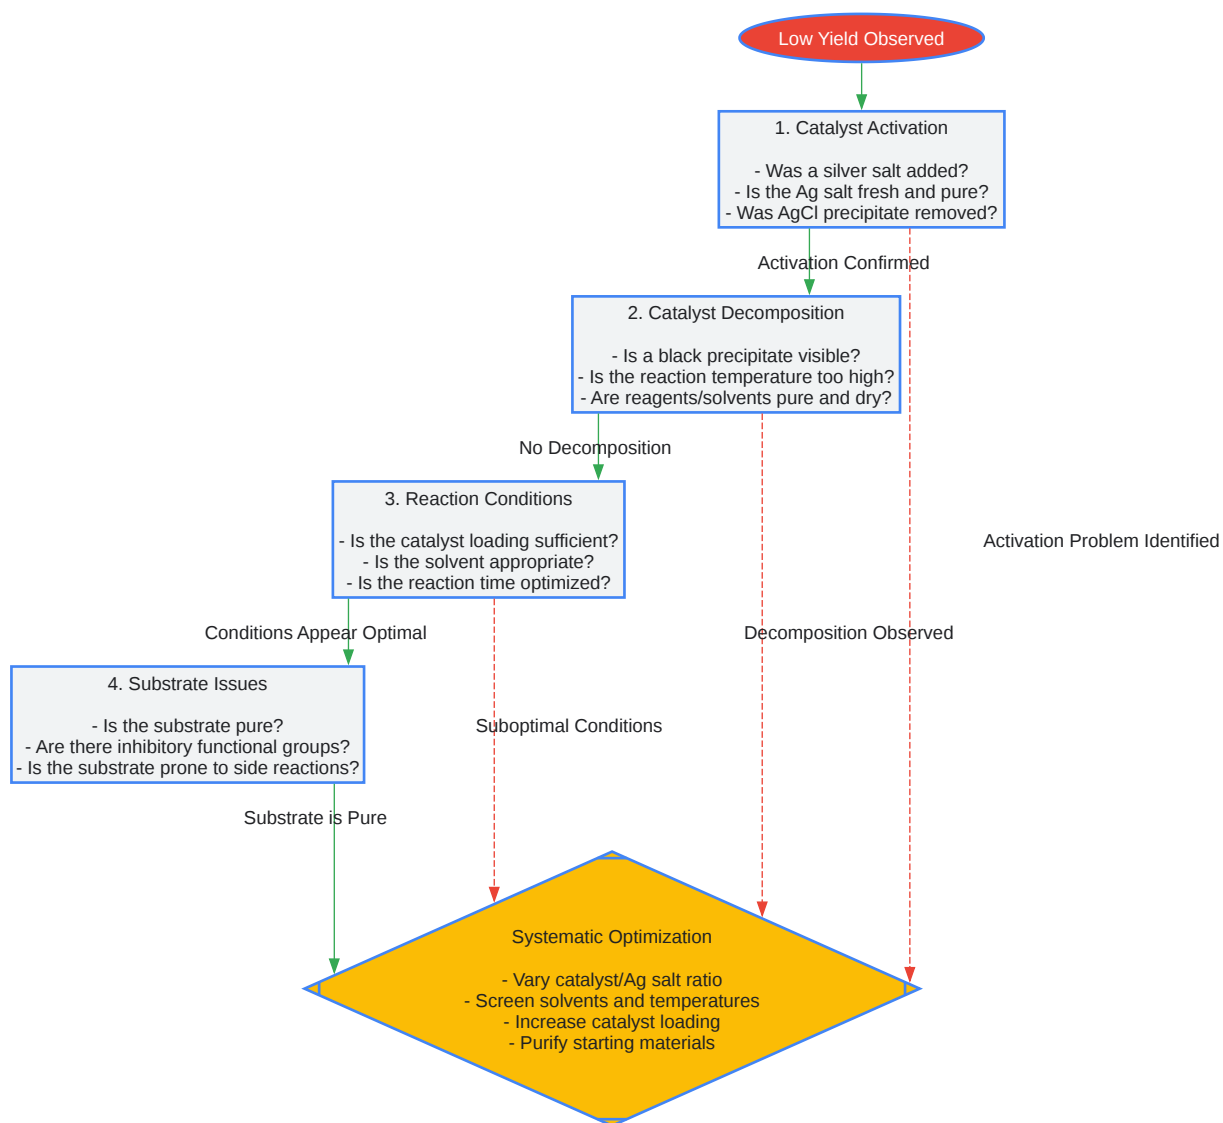 Low Yield Observed
1. Catalyst Activation
- Was a silver salt added?
- Is the Ag salt fresh and pure?
- Was AgCl precipitate removed?
Activation Confirmed
2. Catalyst Decomposition
- Is a black precipitate visible?
- Is the reaction temperature too high?
- Are reagents/solvents pure and dry?
No Decomposition
3. Reaction Conditions
- Is the catalyst loading sufficient?
- Is the solvent appropriate?
- Is the reaction time optimized?
Activation Problem Identified
Conditions Appear Optimal
Decomposition Observed
4. Substrate Issues
- Is the substrate pure?
- Are there inhibitory functional groups?
- Is the substrate prone to side reactions?
Suboptimal Conditions
Substrate is Pure
Systematic Optimization
- Vary catalyst/Ag salt ratio
- Screen solvents and temperatures
- Increase catalyst loading
- Purify starting materials